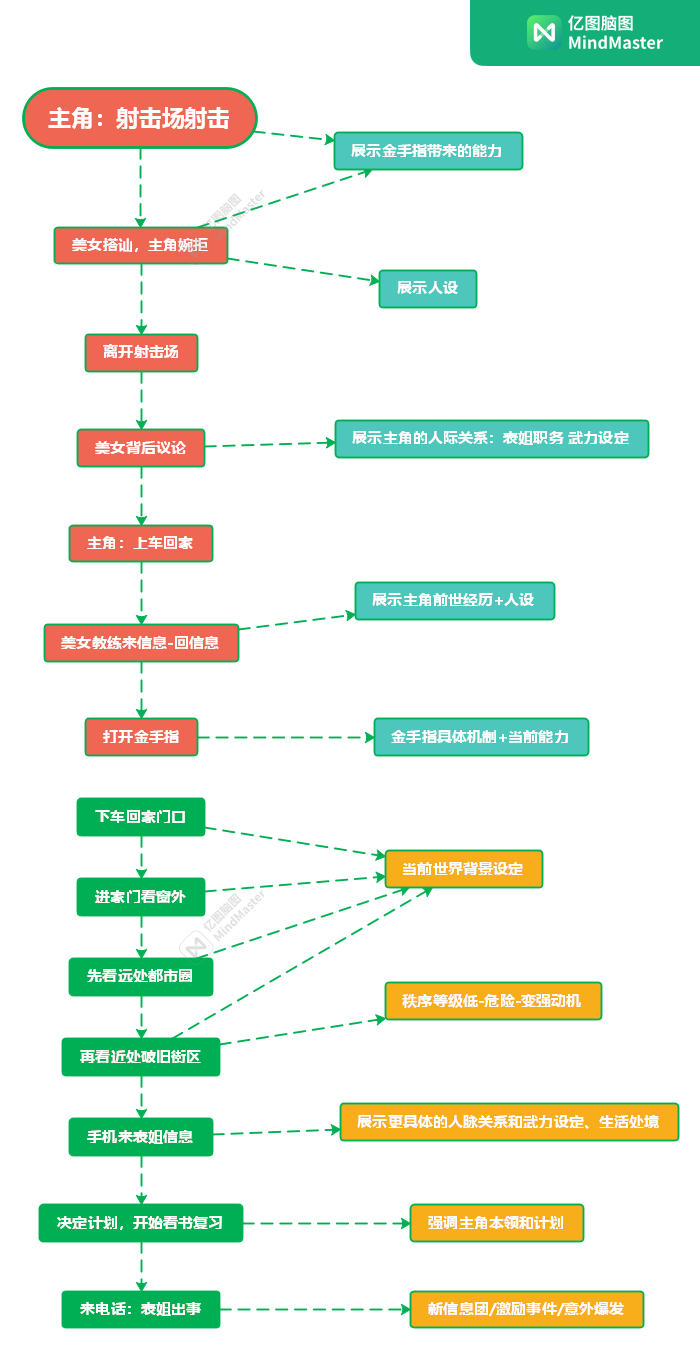 亿图脑图
MindMaster
主角：射击场射击
展示金手指带来的能力
美女搭讪，主角婉拒
展示人设
离开射击场
美女背后议论
展示主角的人际关系：表姐职务 武力设定
主角：上车回家
展示主角前世经历+人设
美女教练来信息-回信息
打开金手指
金手指具体机制+当前能力
下车回家门口
当前世界背景设定
进家门看窗外
先看远处都市圈
秩序等级低-危险-变强动机
再看近处破旧街区
展示更具体的人脉关系和武力设定、生活处境
手机来表姐信息
决定计划，开始看书复习
强调主角本领和计划
来电话：表姐出事
新信息团/激励事件/意外爆发
亿图脑图
MindMaster
亿图脑图
MindMaster